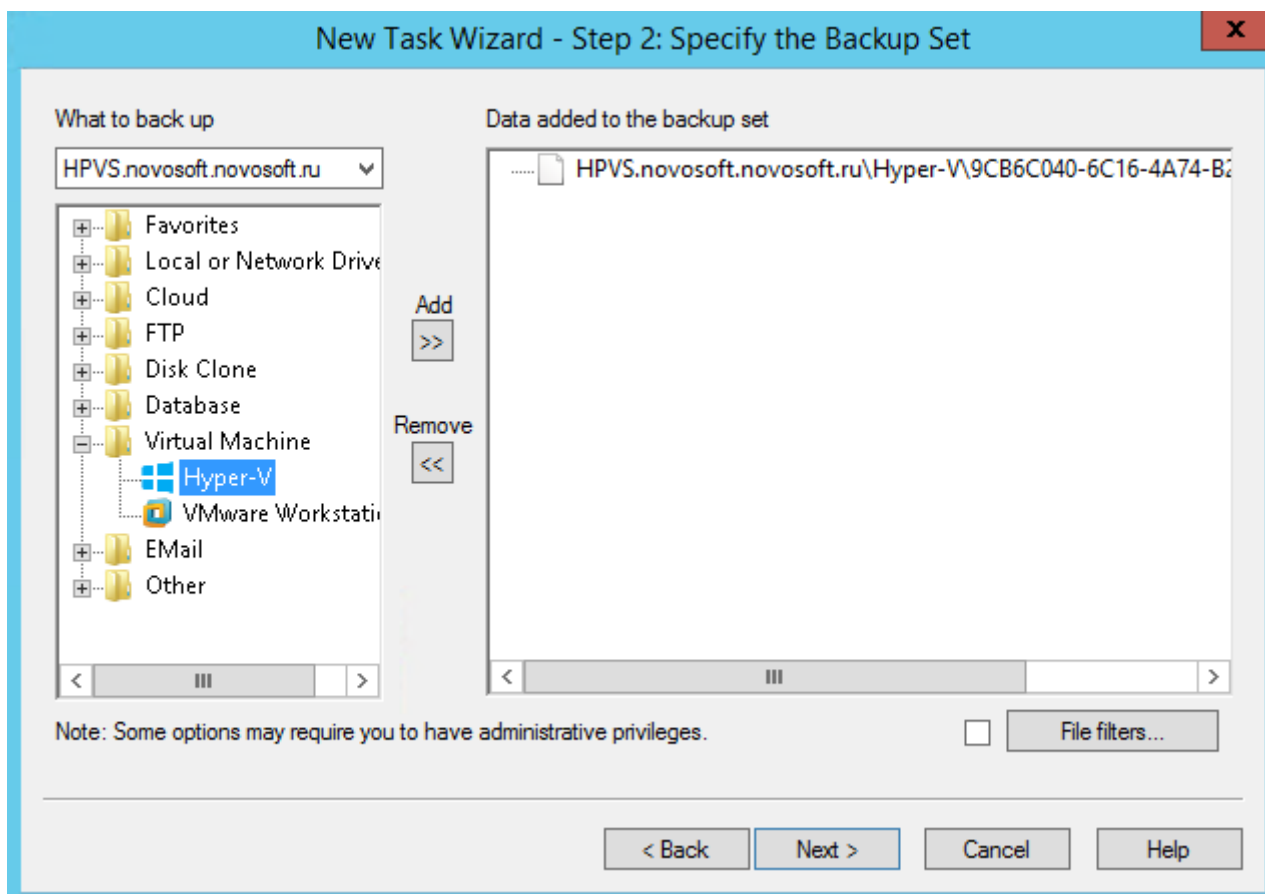 New Task Wizard - Step 2: Specify the Backup Set
x
What to back up
HPVS.novosoft.novosoft.ru
Favorites
Local or Network Drive
Cloud
FTP
Disk Clone
Database
Virtual Machine
Hyper-V
VMware Workstati
EMail
Other
Add
>>
Remove
<<
Data added to the backup set
HPVS.novosoft.novosoft.ru\Hyper-V\9CB6C040-6C16-4A74-B2
Note: Some options may require you to have administrative privileges.
File filters...
< Back
Next >
Cancel
Help